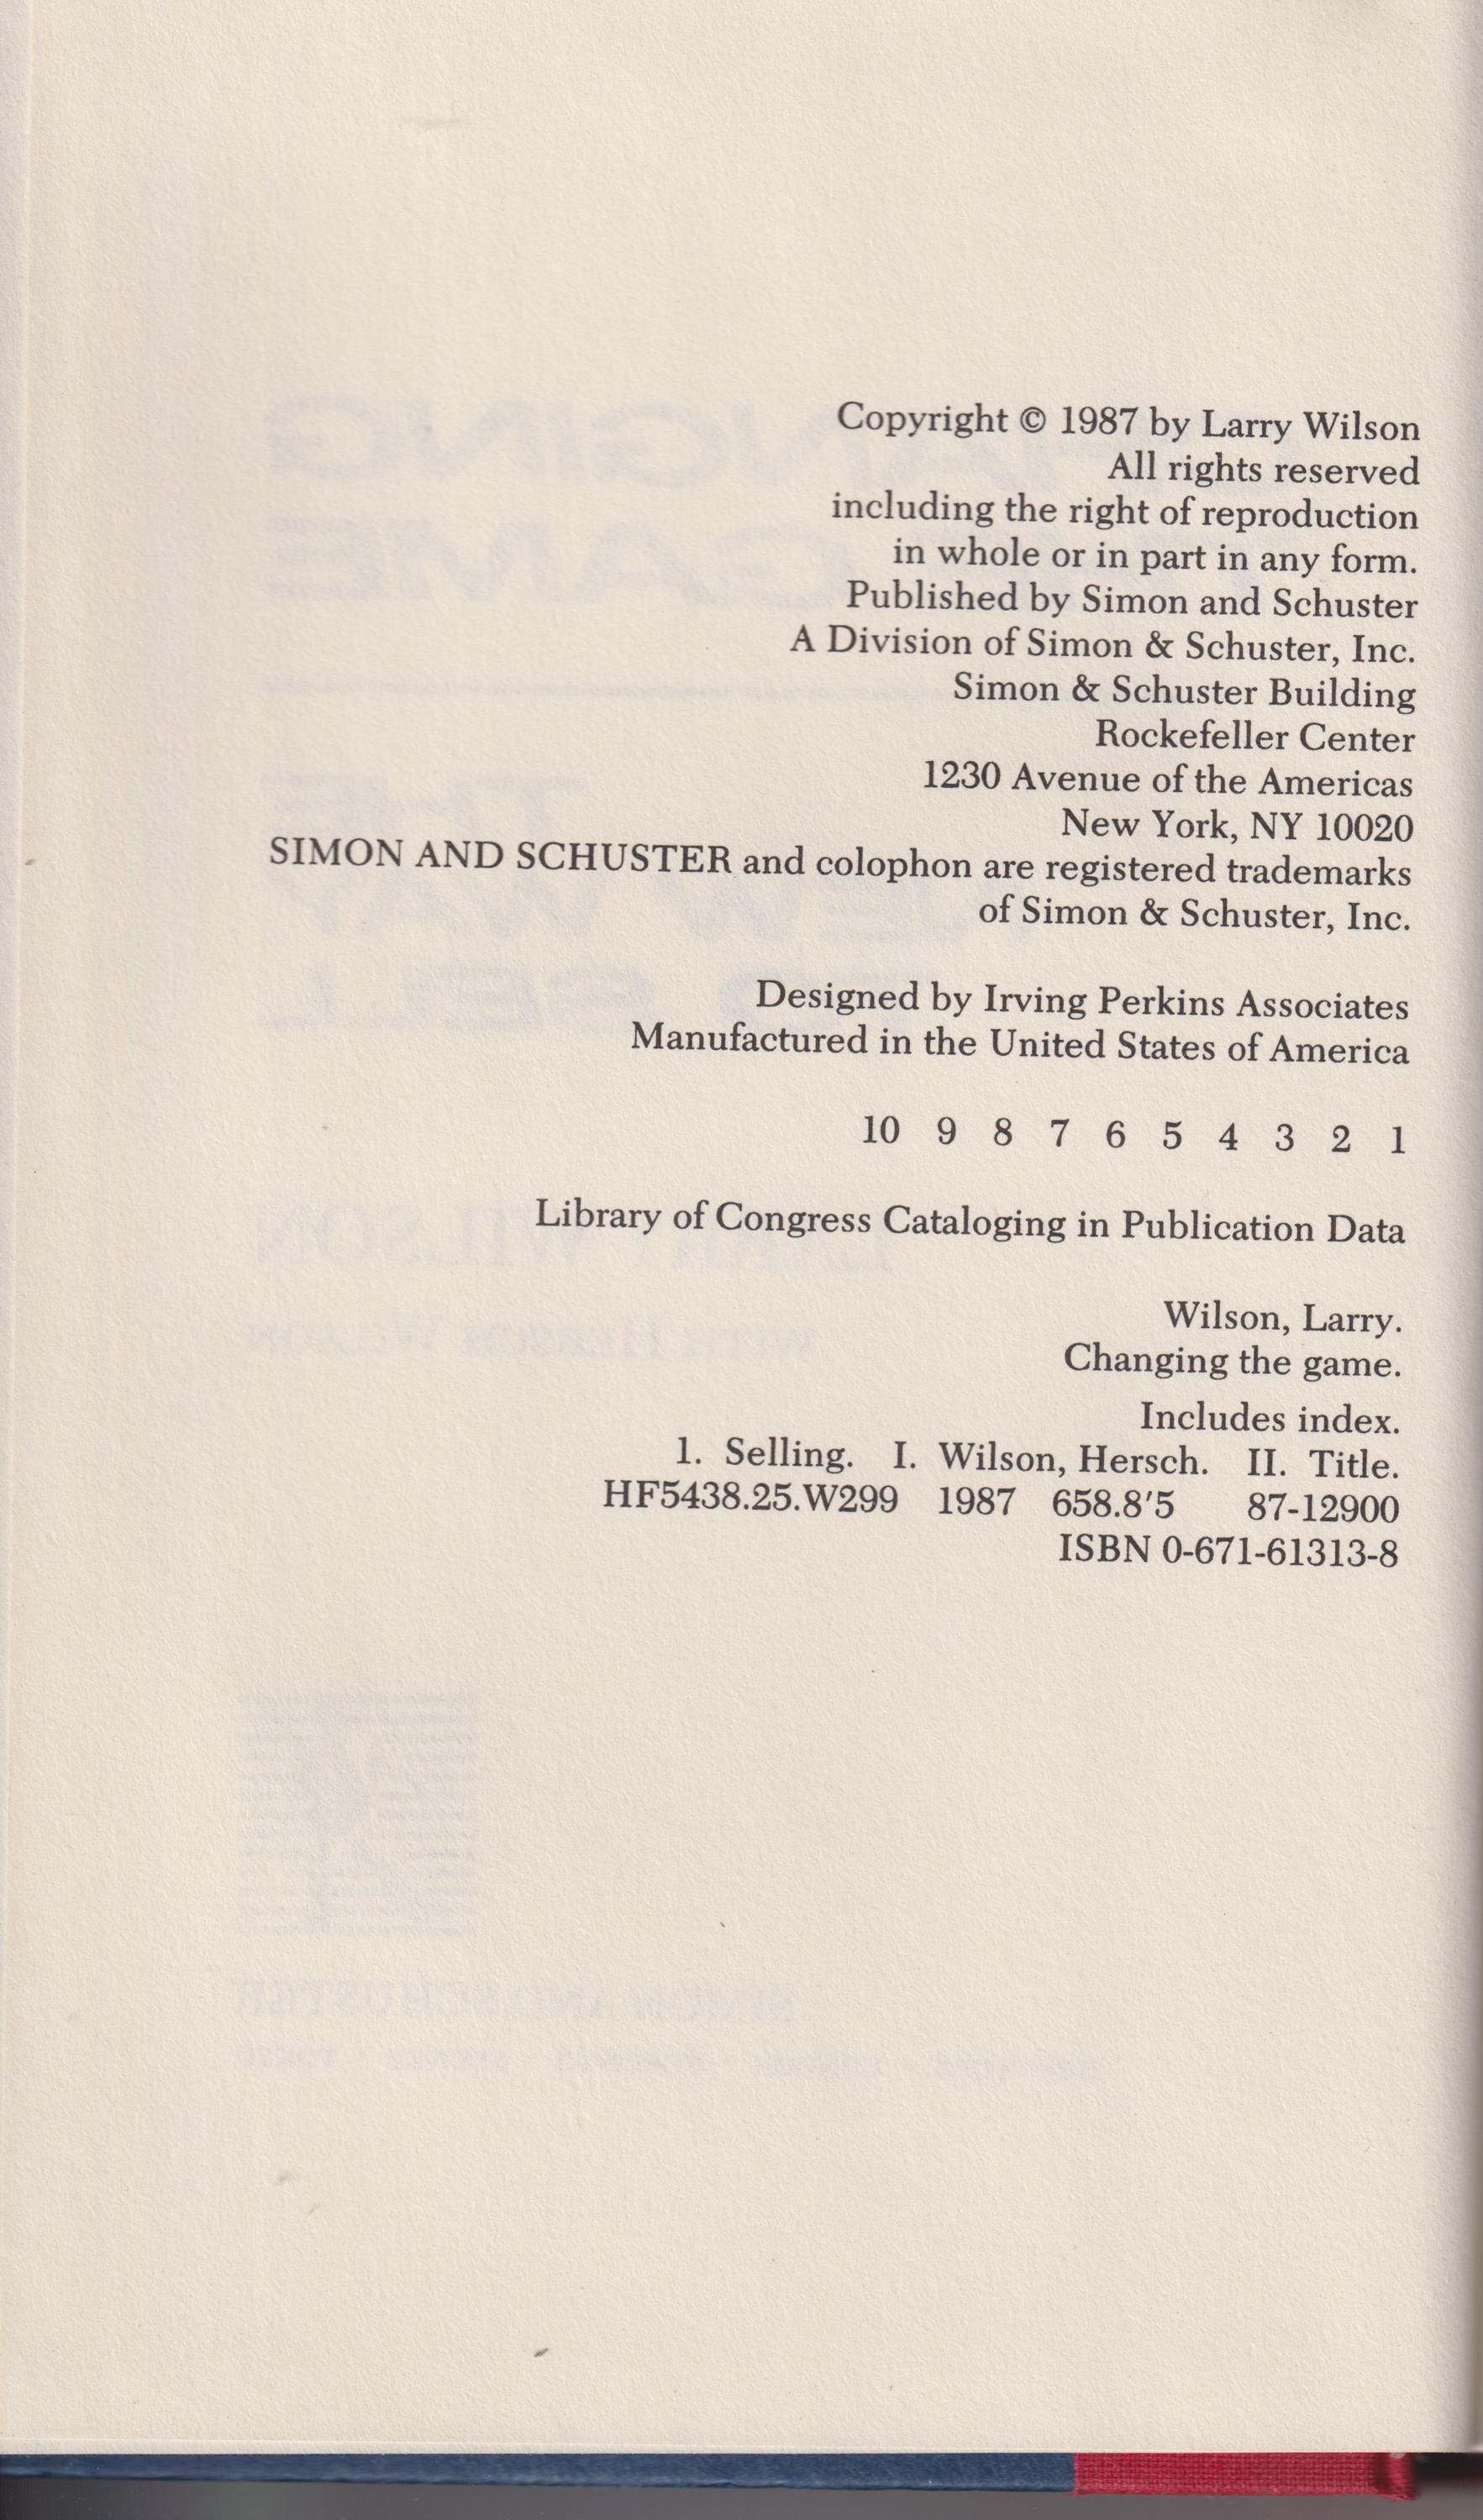 Copyright © 1987 by Larry Wilson
All rights reserved
including the right of reproduction
in whole or in part in any form.
Published by Simon and Schuster
A Division of Simon & Schuster, Inc.
Simon & Schuster Building
Rockefeller Center
1230 Avenue of the Americas
New York, NY 10020
SIMON AND SCHUSTER and colophon are registered trademarks
of Simon & Schuster, Inc.
Designed by Irving Perkins Associates
Manufactured in the United States of America
10 9 8 7 6 5 4 3 2 1
Library of Congress Cataloging in Publication Data
Wilson, Larry.
Changing the game.
Includes index.
1. Selling. I. Wilson, Hersch. II. Title.
HF5438.25.W299 1987 658.8'5 87-12900
ISBN 0-671-61313-8